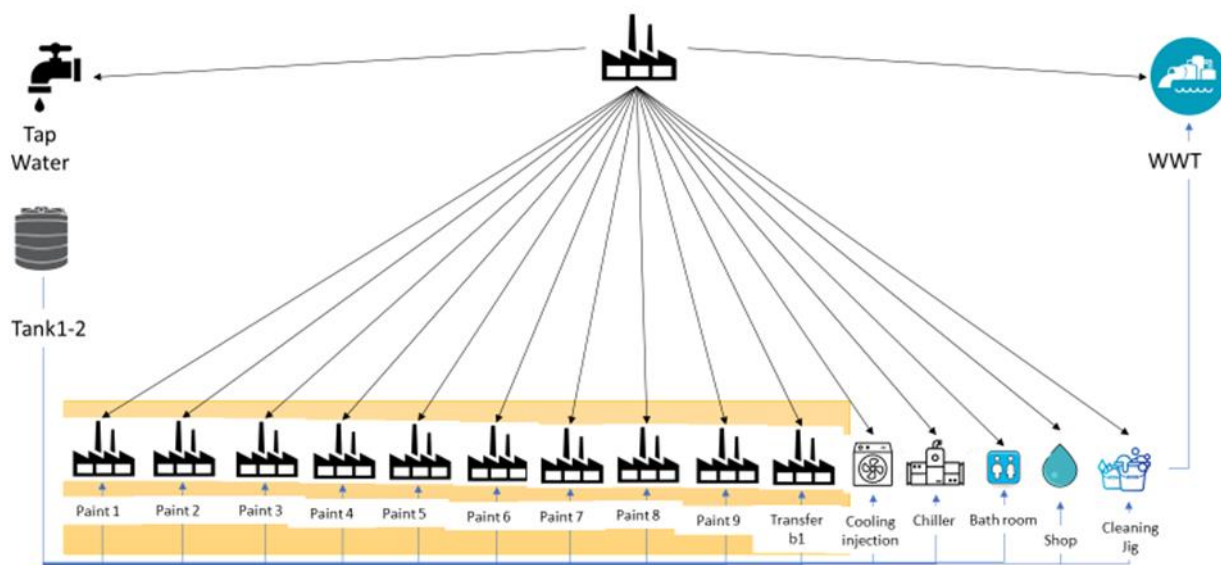 Tap
Water
WWT
Tank1-2
Paint 1
Paint 2
Paint 3
Paint 4
Paint 5
Paint 6
Paint 7
Paint 8
Paint 9
Transfer
b1
Cooling
injection
Chiller
Bath room
Shop
Cleaning
Jig